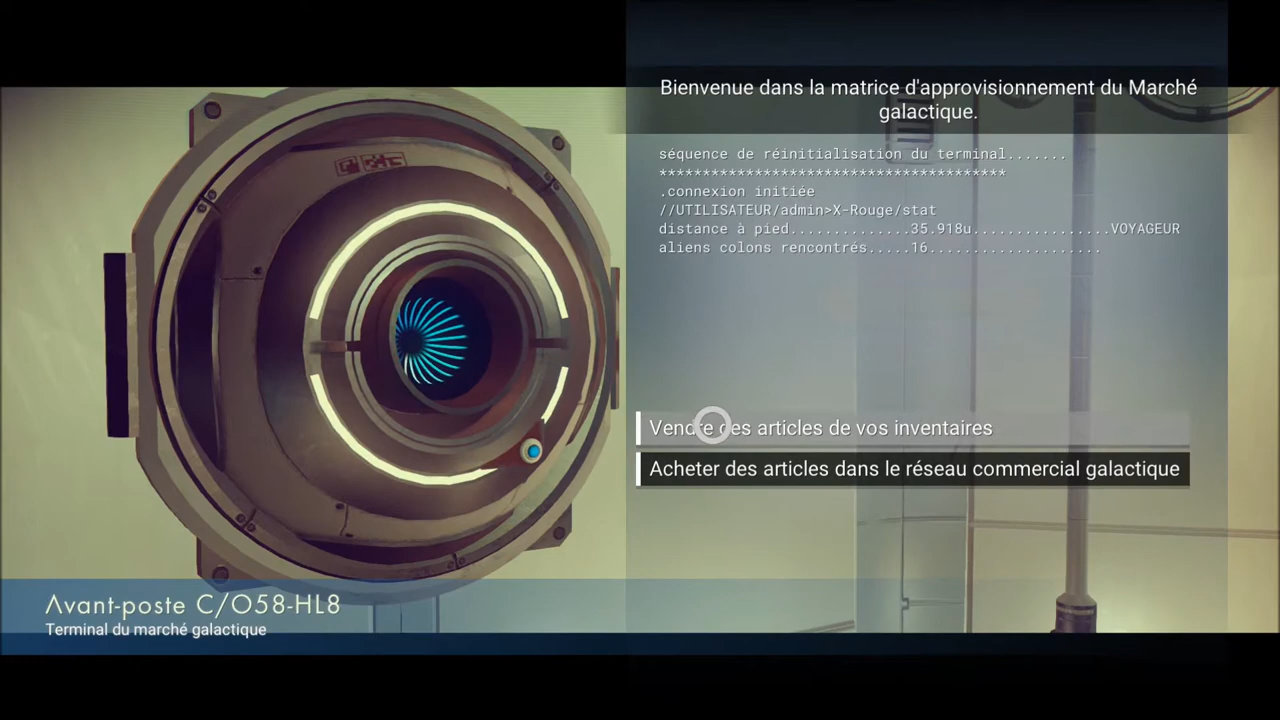 Bienvenue dans la matrice d'approvisionnement du Marché
galactique.
séquence de réinitialisation du terminal.......
****************************************
.connexion initiée
//UTILISATEUR/admin>X-Rouge/stat
distance à pied..............35.918u................VOYAGEUR
aliens colons rencontrés.....16....................
Vendre des articles de vos inventaires
Acheter des articles dans le réseau commercial galactique
Avant-poste C/O58-HL8
Terminal du marché galactique